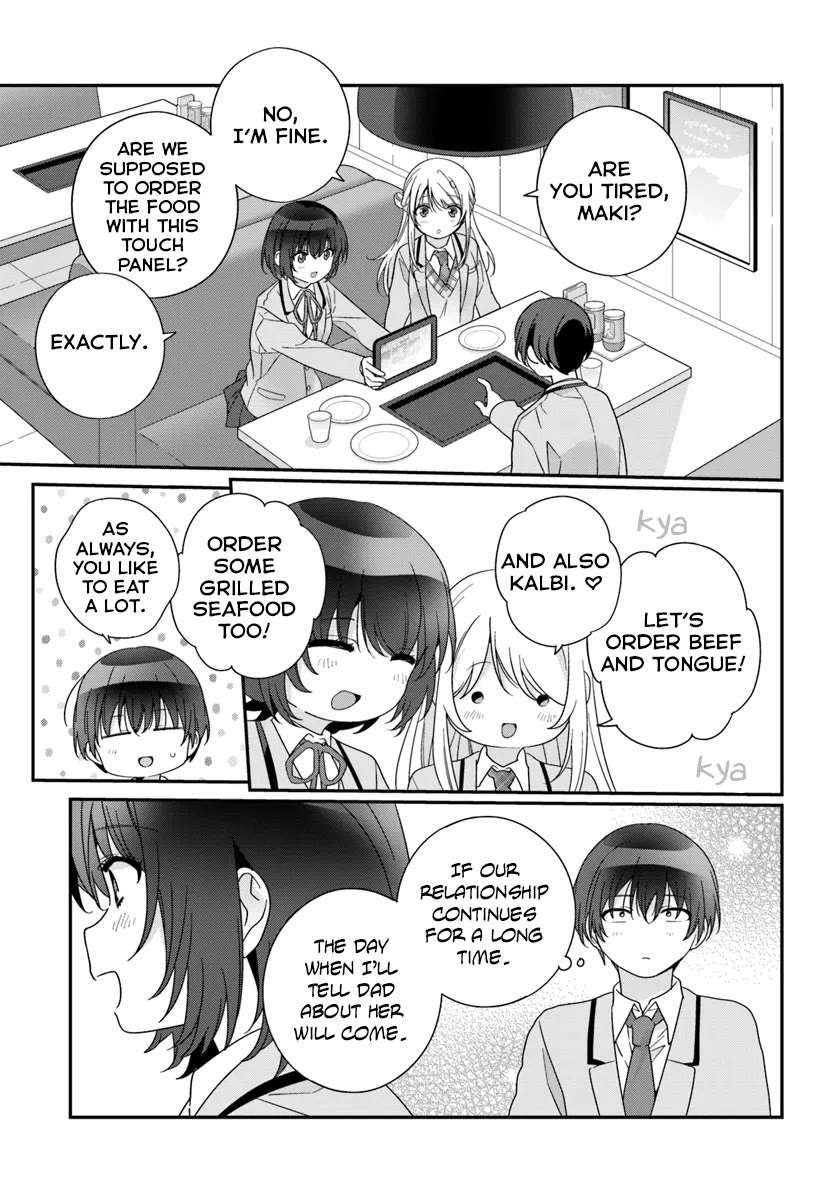 ARE
YOU TIRED,
MAKI?
NO,
I'M FINE.
ARE WE
SUPPOSED
TO ORDER
THE FOOD
WITH THIS
TOUCH
PANEL?
EXACTLY.
kya
LET'S
ORDER BEEF
AND TONGUE!
kya
AND ALSO
KALBI. ♡
ORDER
SOME
GRILLED
SEAFOOD
TOO!
AS
ALWAYS,
YOU LIKE
TO EAT
A LOT.
IF OUR
RELATIONSHIP
CONTINUES
FOR A LONG
TIME.
THE DAY
WHEN I'LL
TELL DAD
ABOUT HER
WILL COME.